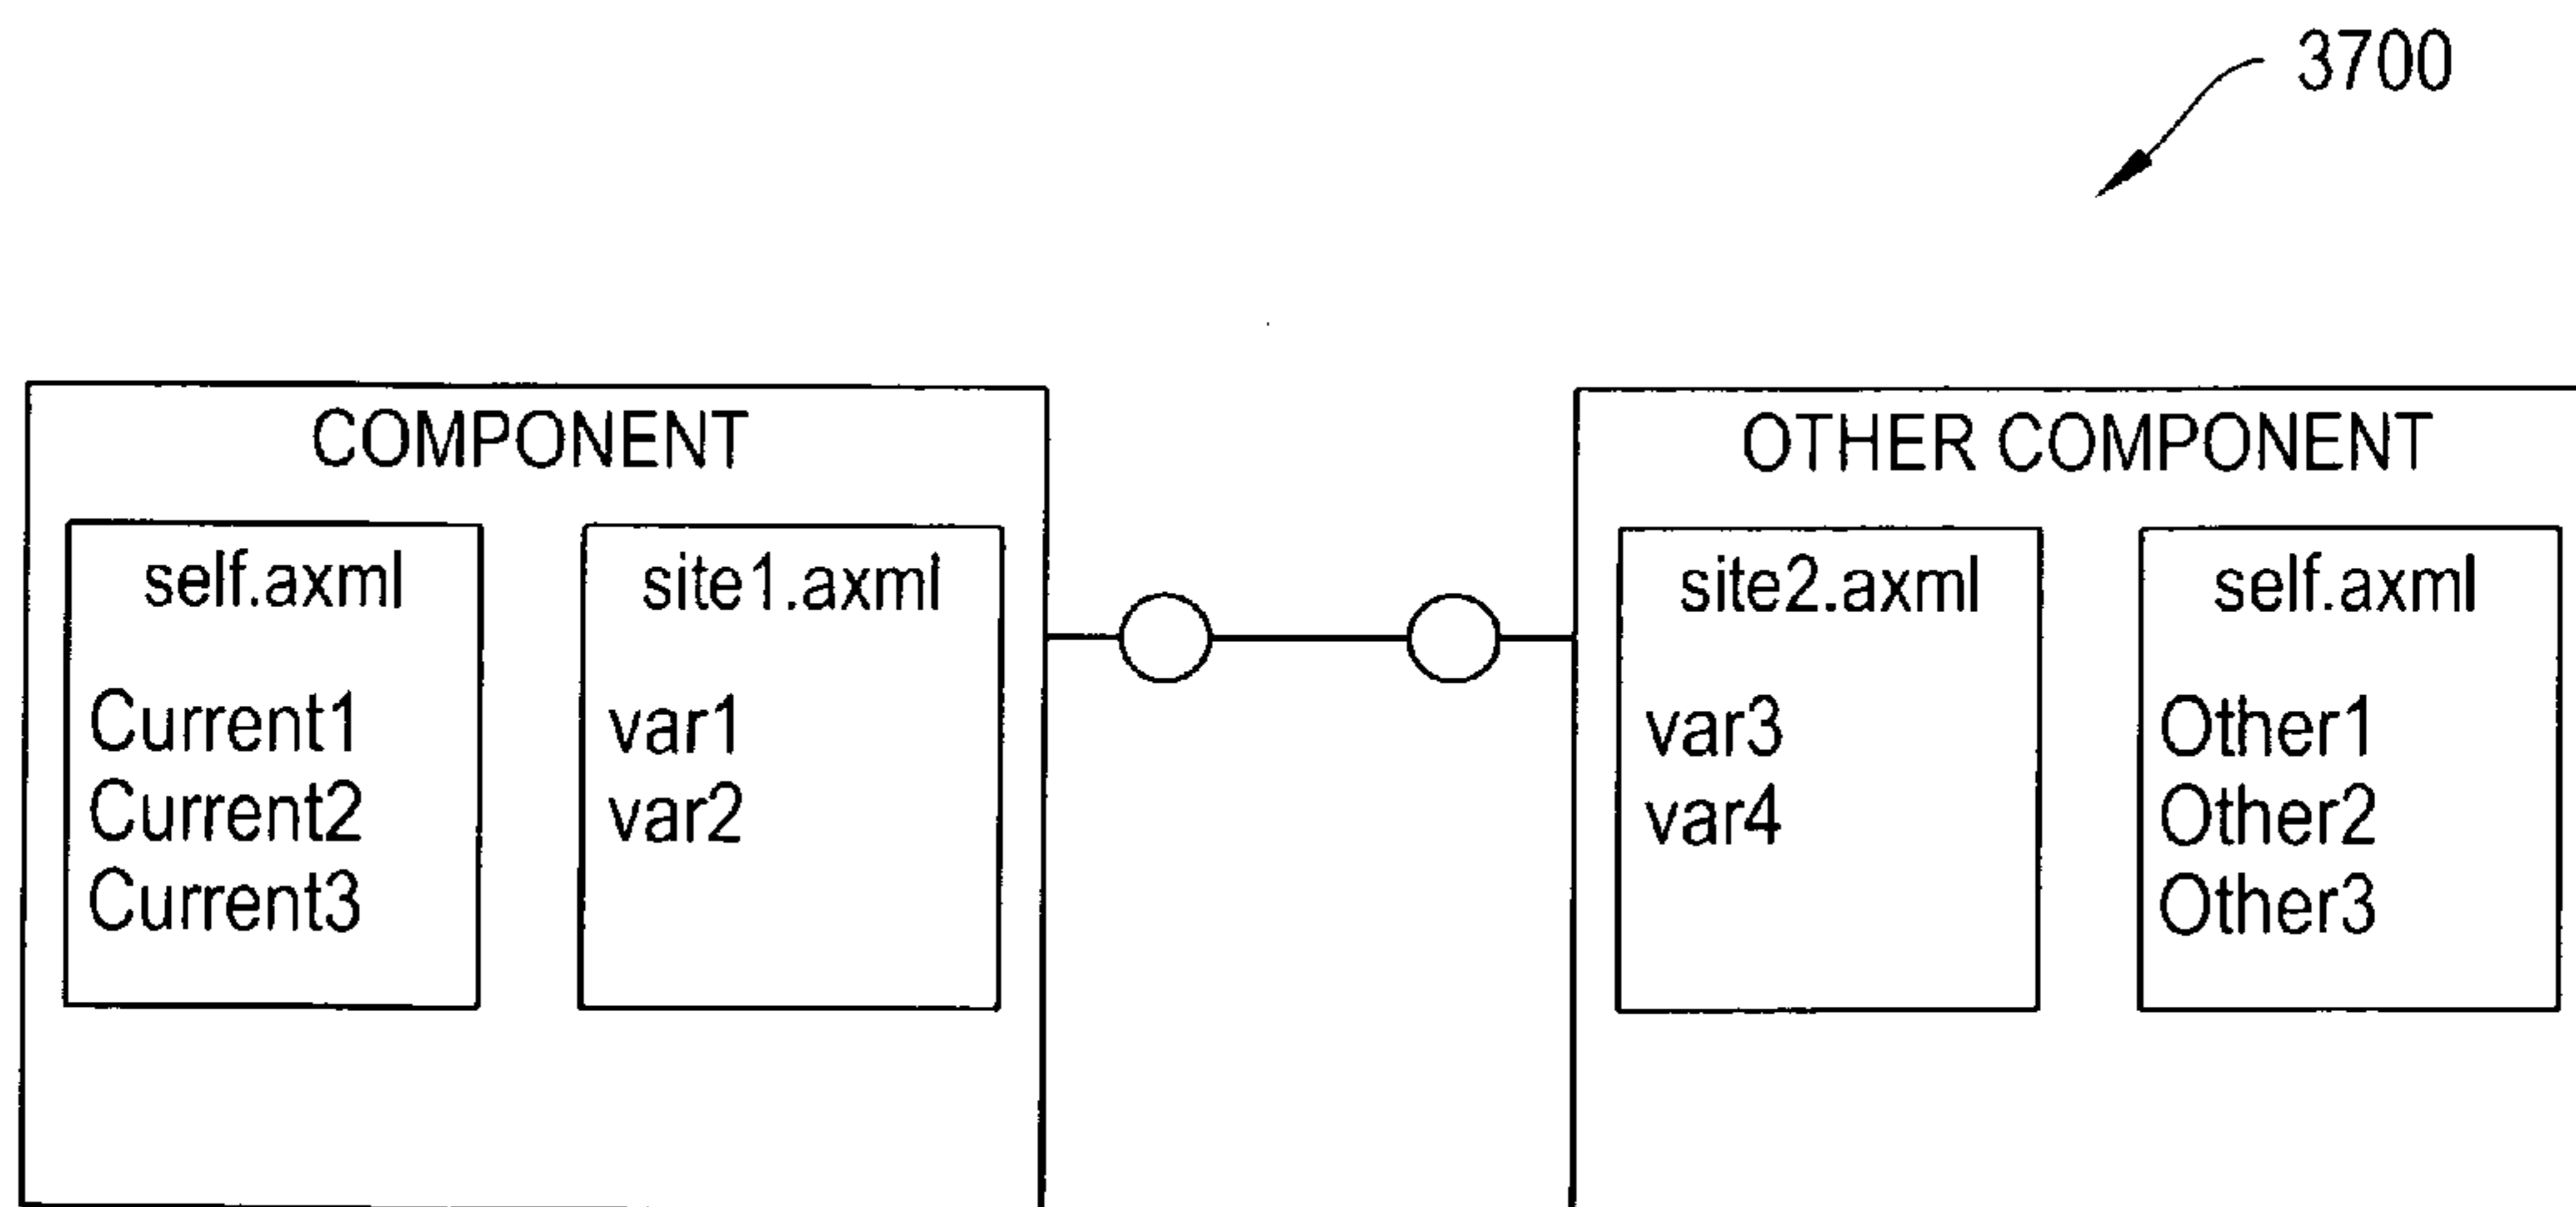 3700
COMPONENT
self.axml
Current1
Current2
Current3
site1.axml
var1
var2
OTHER COMPONENT
site2.axml
var3
var4
self.axml
Other1
Other2
Other3